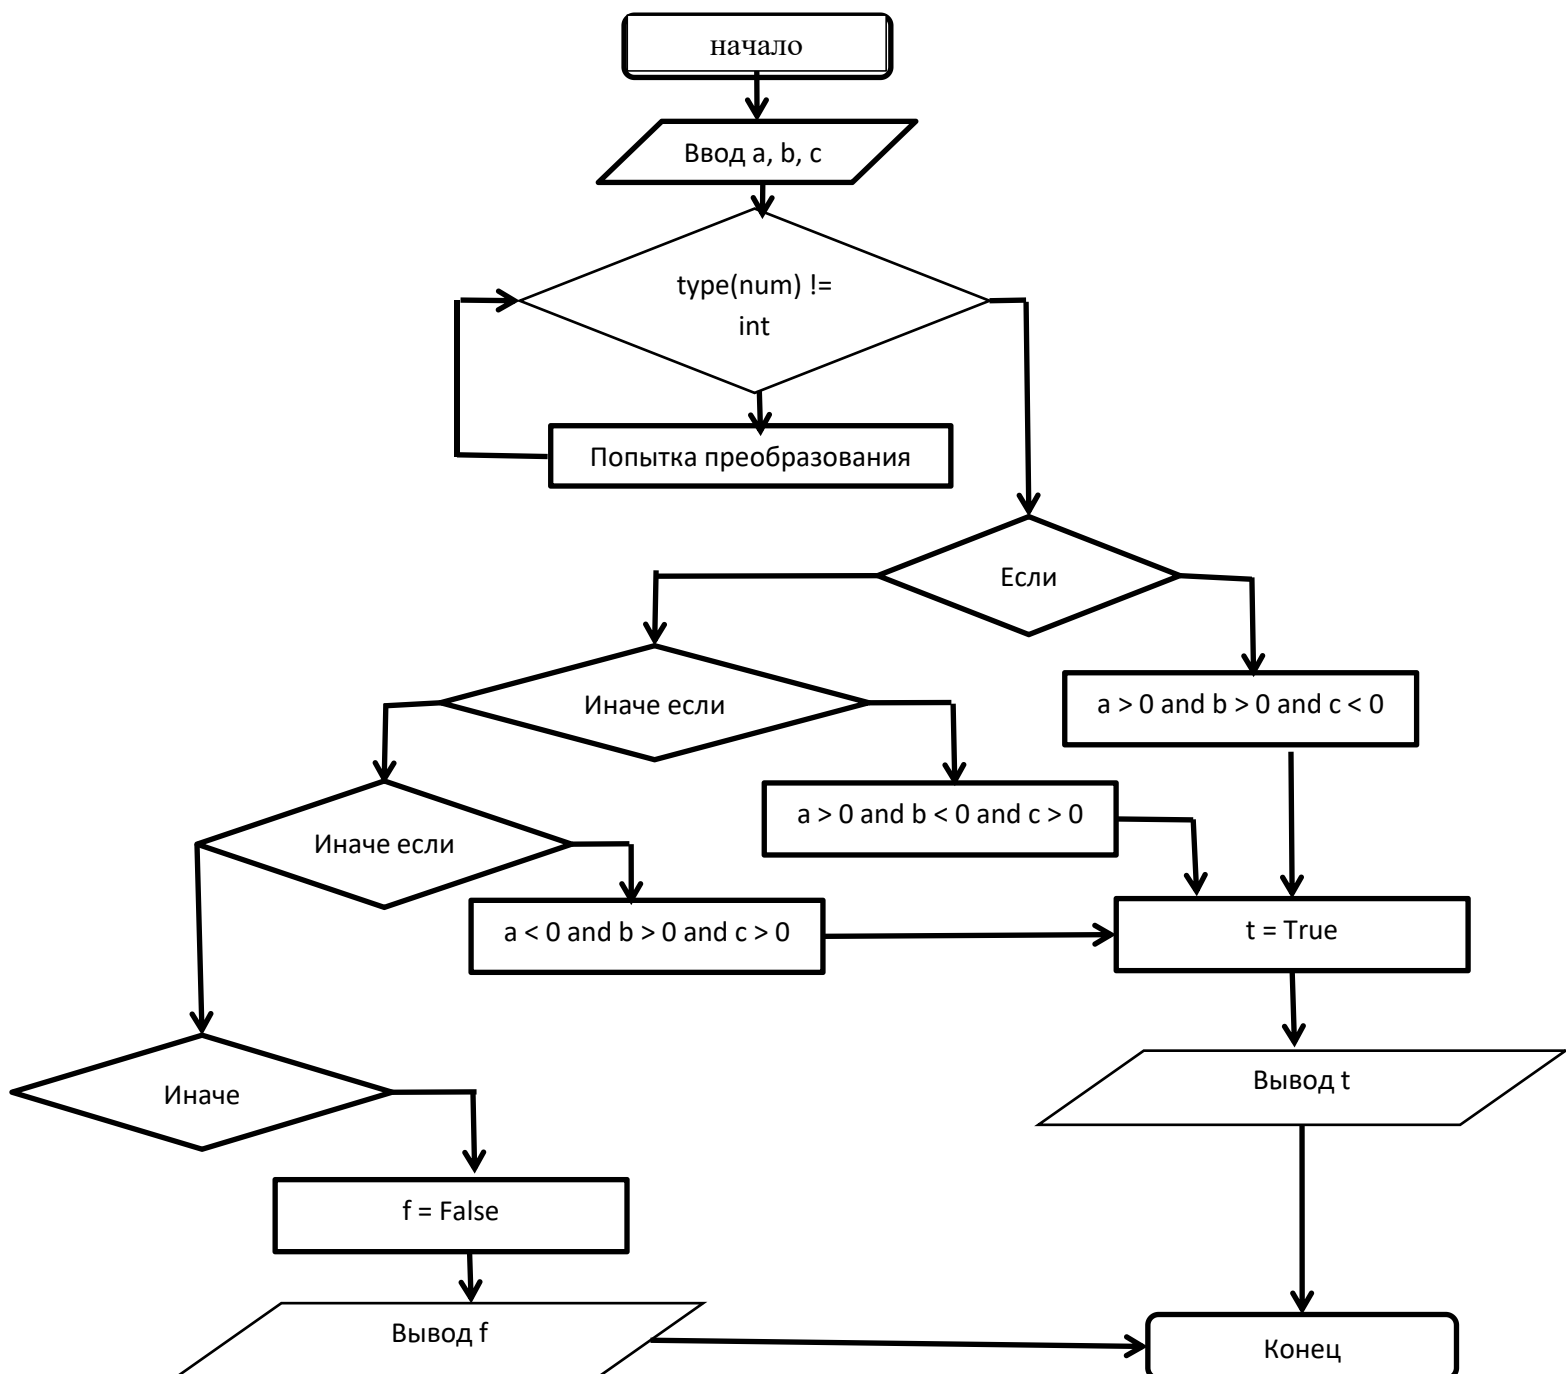 начало
Ввод a, b, c
type(num) !=
int
Попытка преобразования
Если
Иначе если
a > 0 and b > 0 and c < 0
a > 0 and b < 0 and c > 0
Иначе если
a < 0 and b > 0 and c > 0
t = True
Вывод t
Иначе
f = False
Вывод f
Конец